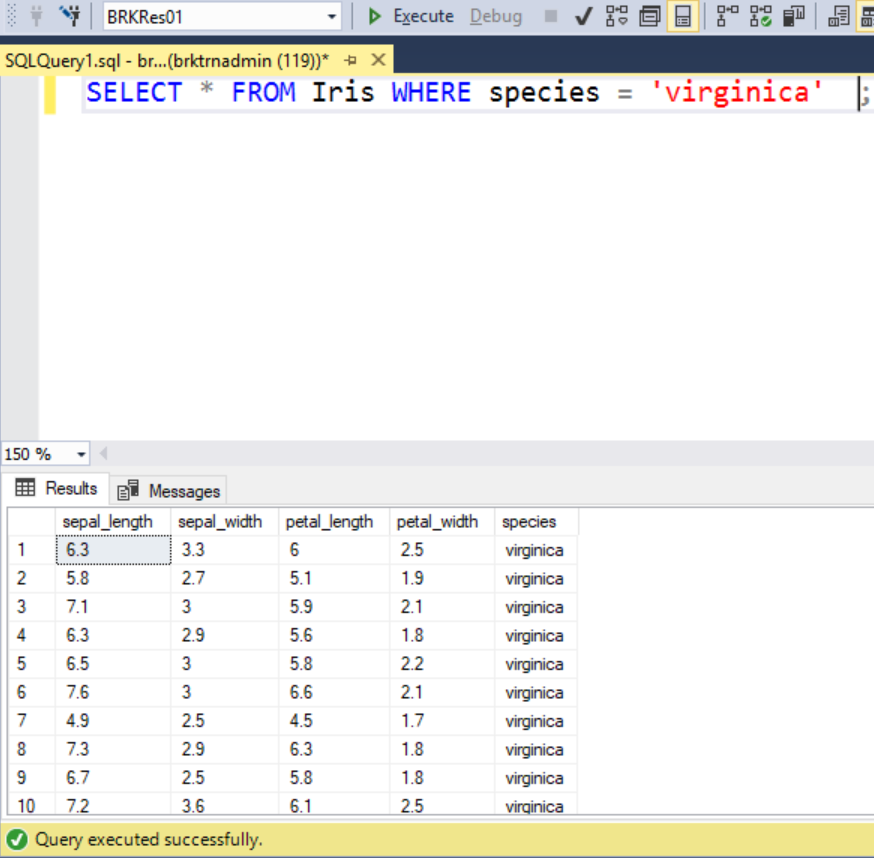 BRKRes01 Execute Debug
SQLQuery1.sql - br...(brktrnadmin (119))*
SELECT * FROM Iris WHERE species = 'virginica' ;
150 %
Results Messages
sepal_length sepal_width petal_length petal_width species
1 6.3 3.3 6 2.5 virginica
2 5.8 2.7 5.1 1.9 virginica
3 7.1 3 5.9 2.1 virginica
4 6.3 2.9 5.6 1.8 virginica
5 6.5 3 5.8 2.2 virginica
6 7.6 3 6.6 2.1 virginica
7 4.9 2.5 4.5 1.7 virginica
8 7.3 2.9 6.3 1.8 virginica
9 6.7 2.5 5.8 1.8 virginica
10 7.2 3.6 6.1 2.5 virginica
Query executed successfully.